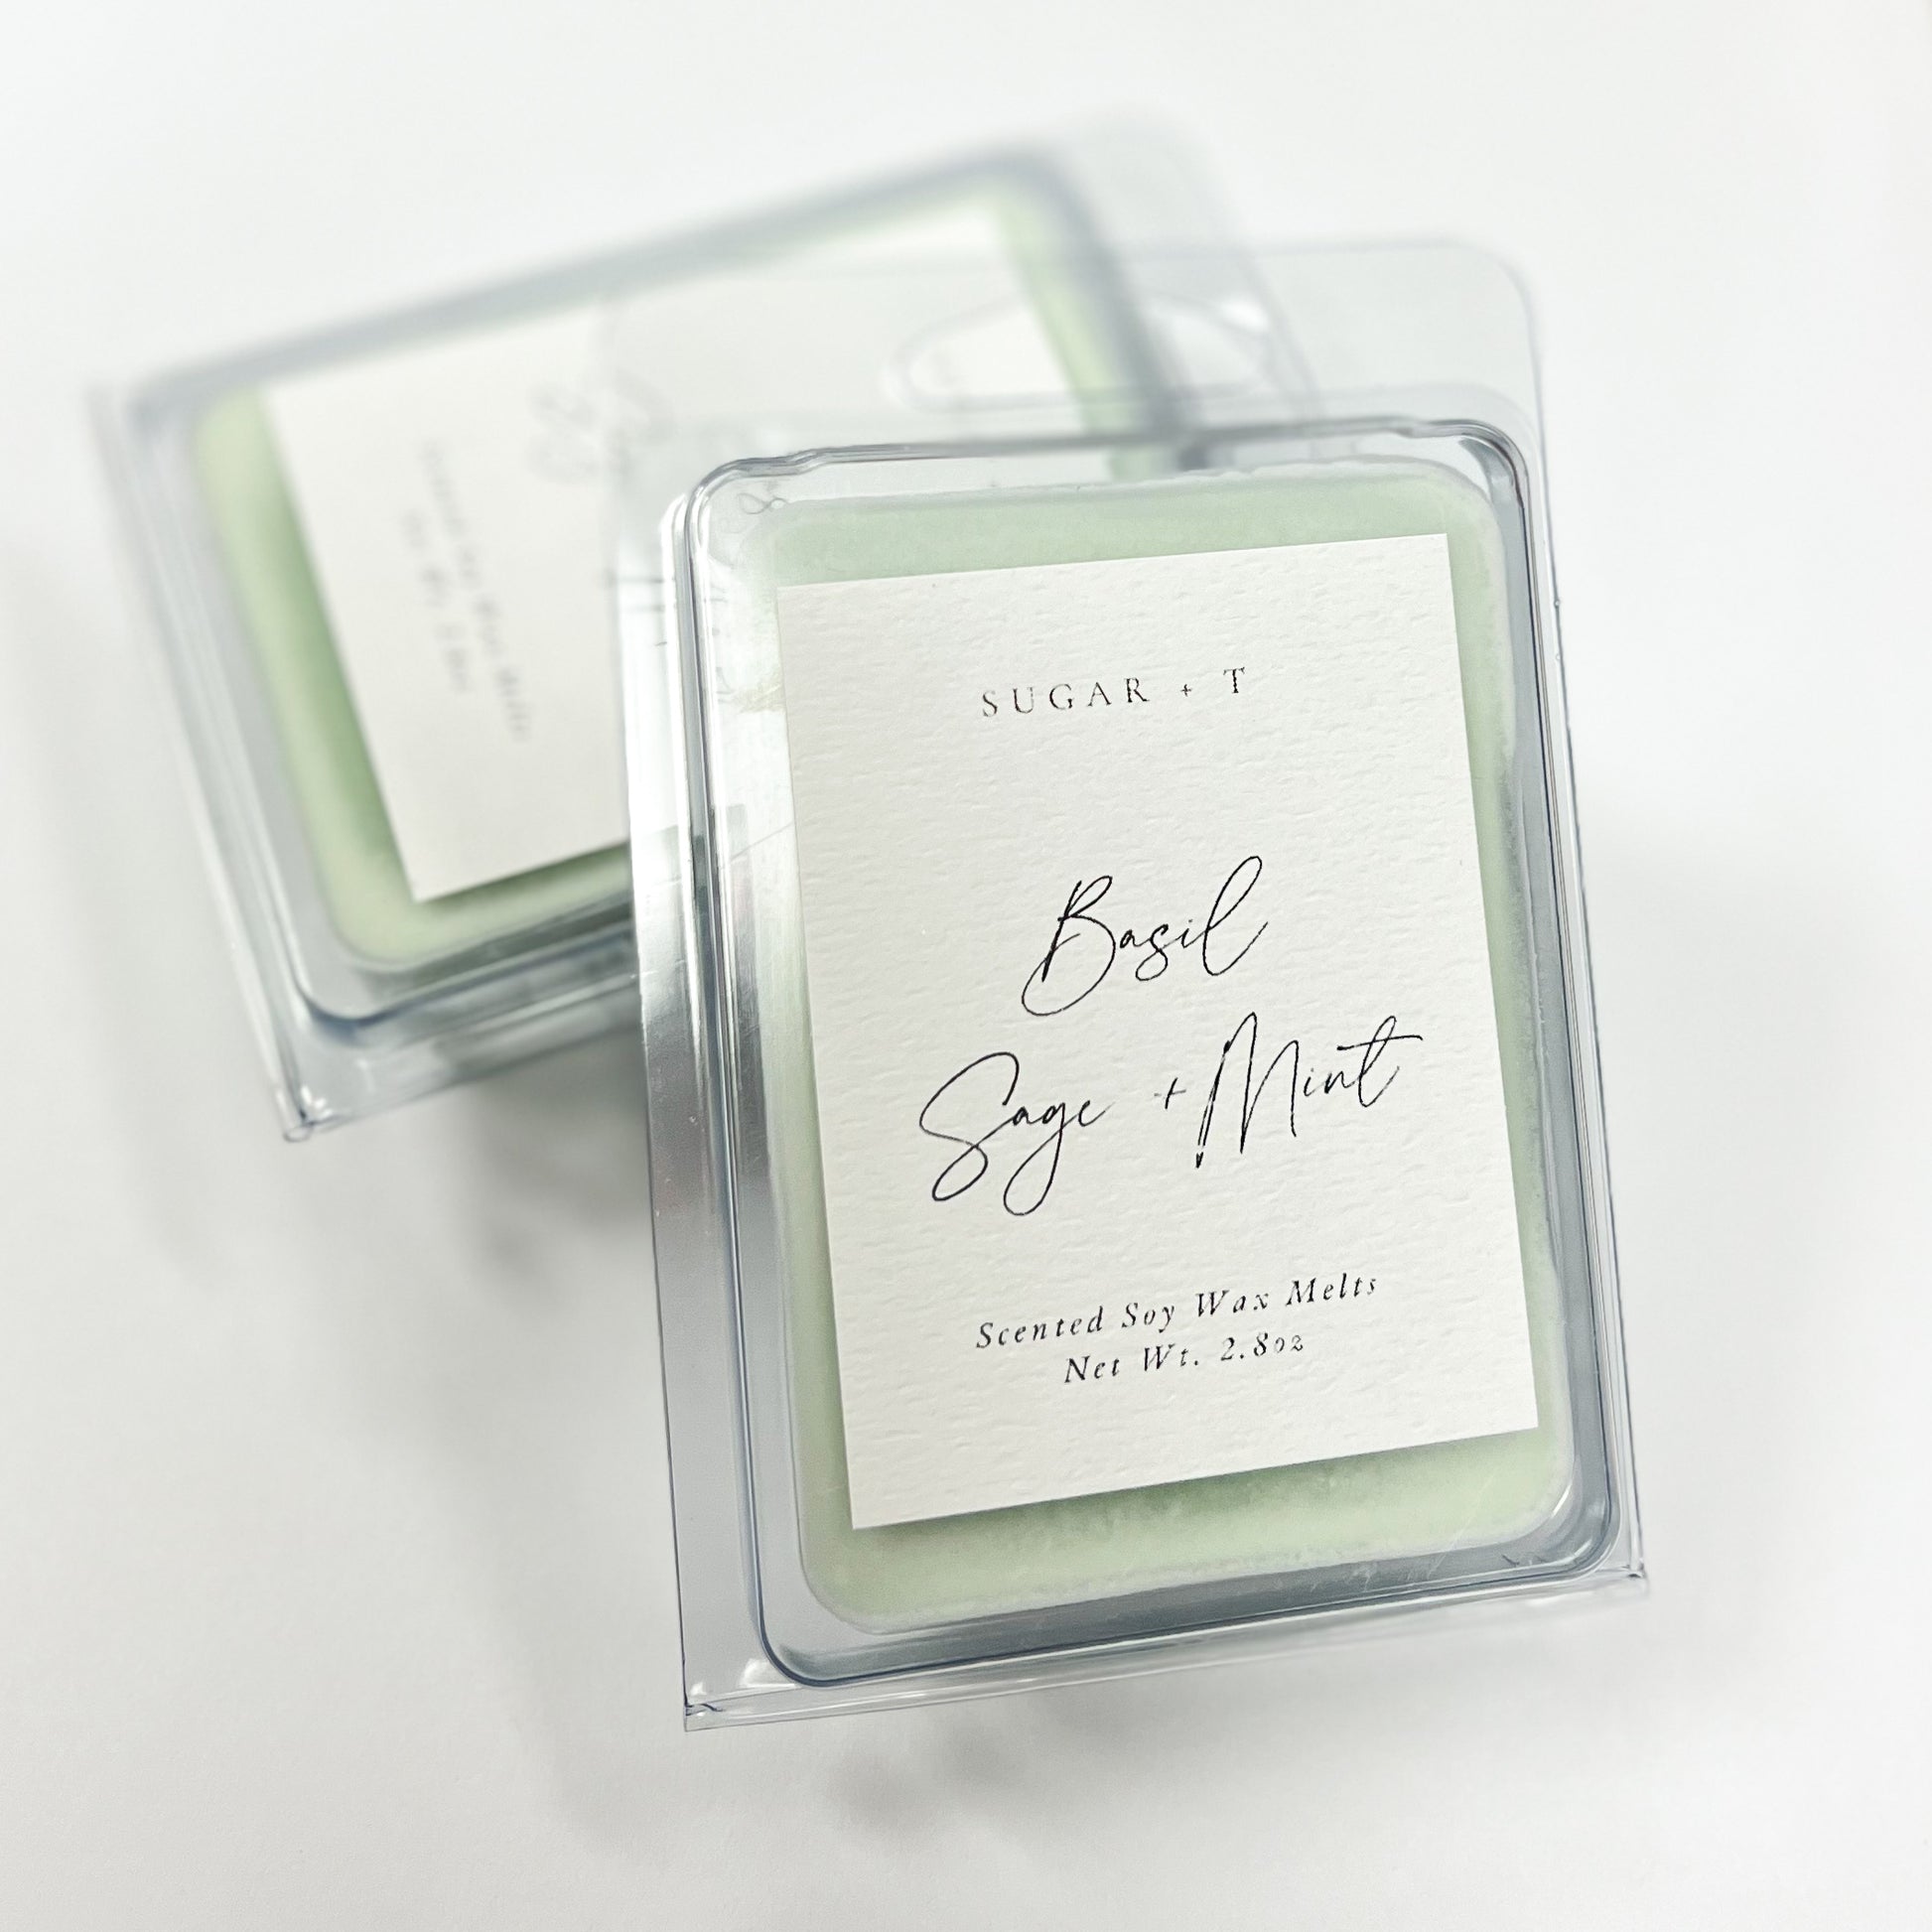 SUGAR + T
Basil
Sage + Mint
Scented Soy Wax Melts
Net Wt. 2.8oz